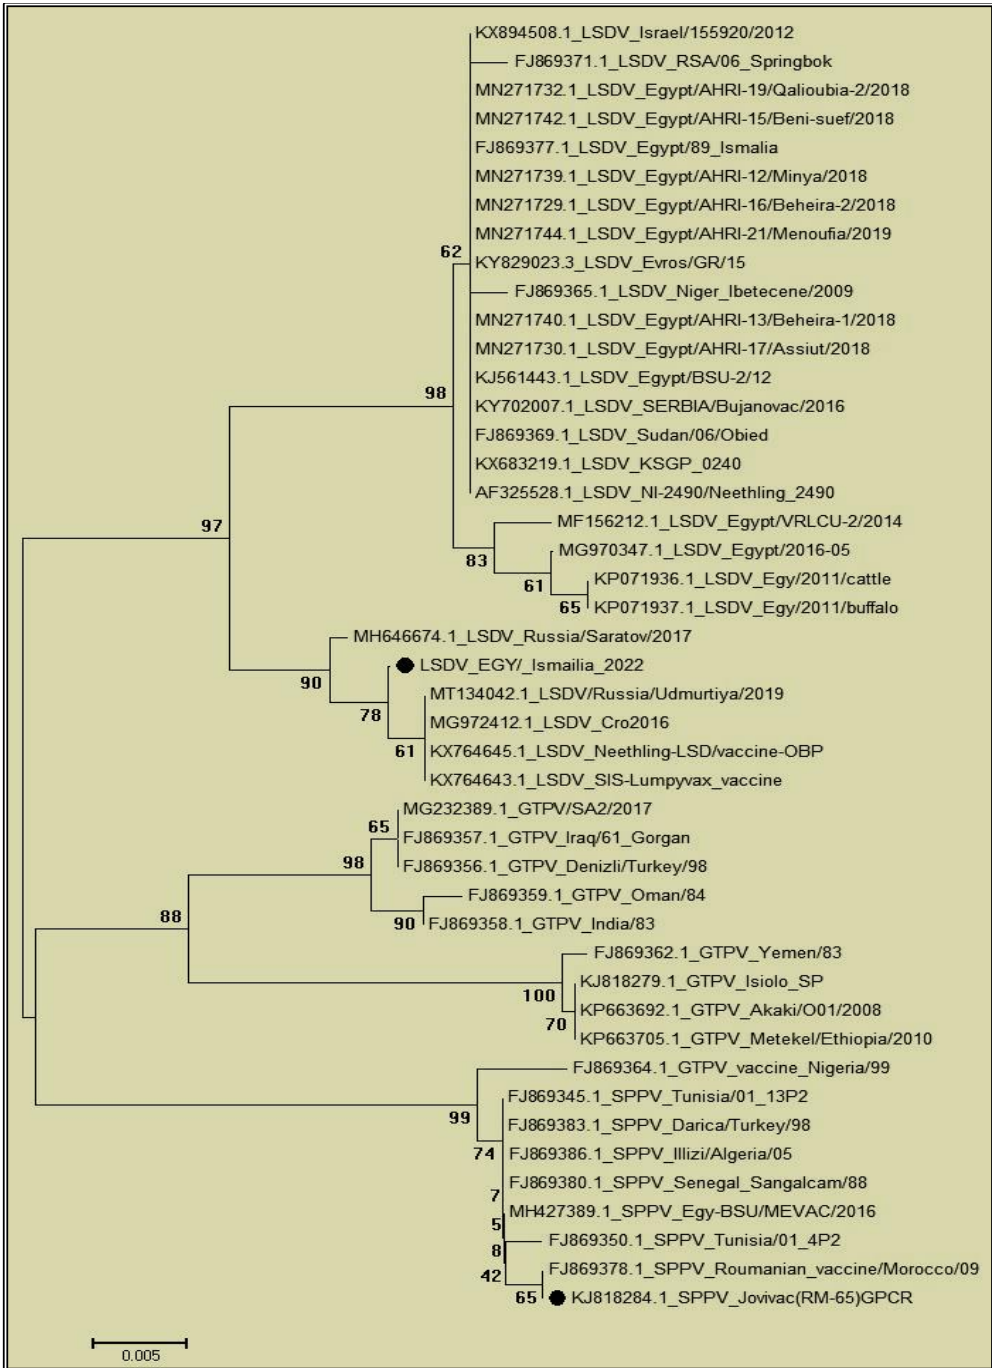 KX894508.1_LSDV_Israel/155920/2012
FJ869371.1_LSDV_RSA/06_Springbok
MN271732.1_LSDV_Egypt/AHRI-19/Qalioubia-2/2018
MN271742.1_LSDV_Egypt/AHRI-15/Beni-suef/2018
FJ869377.1_LSDV_Egypt/89_Ismalia
MN271739.1_LSDV_Egypt/AHRI-12/Minya/2018
MN271729.1_LSDV_Egypt/AHRI-16/Beheira-2/2018
MN271744.1_LSDV_Egypt/AHRI-21/Menoufia/2019
62
KY829023.3_LSDV_Evros/GR/15
FJ869365.1_LSDV_Niger_Ibetecene/2009
MN271740.1_LSDV_Egypt/AHRI-13/Beheira-1/2018
MN271730.1_LSDV_Egypt/AHRI-17/Assiut/2018
KJ561443.1_LSDV_Egypt/BSU-2/12
98
KY702007.1_LSDV_SERBIA/Bujanovac/2016
FJ869369.1_LSDV_Sudan/06/Obied
KX683219.1_LSDV_KSGP_0240
AF325528.1_LSDV_NI-2490/Neethling_2490
97
MF156212.1_LSDV_Egypt/VRLCU-2/2014
83
MG970347.1_LSDV_Egypt/2016-05
61
KP071936.1_LSDV_Egy/2011/cattle
65
KP071937.1_LSDV_Egy/2011/buffalo
MH646674.1_LSDV_Russia/Saratov/2017
90
LSDV_EGY/_Ismailia_2022
78
MT134042.1_LSDV/Russia/Udmurtiya/2019
MG972412.1_LSDV_Cro2016
61
KX764645.1_LSDV_Neethling-LSD/vaccine-OBP
KX764643.1_LSDV_SIS-Lumpyvax_vaccine
MG232389.1_GTPV/SA2/2017
65
FJ869357.1_GTPV_Iraq/61_Gorgan
98
FJ869356.1_GTPV_Denizli/Turkey/98
FJ869359.1_GTPV_Oman/84
88
90
FJ869358.1_GTPV_India/83
FJ869362.1_GTPV_Yemen/83
100
KJ818279.1_GTPV_Isiolo_SP
70
KP663692.1_GTPV_Akaki/O01/2008
KP663705.1_GTPV_Metekel/Ethiopia/2010
FJ869364.1_GTPV_vaccine_Nigeria/99
99
FJ869345.1_SPPV_Tunisia/01_13P2
FJ869383.1_SPPV_Darica/Turkey/98
74
FJ869386.1_SPPV_Illizi/Algeria/05
FJ869380.1_SPPV_Senegal_Sangalcam/88
7
MH427389.1_SPPV_Egy-BSU/MEVAC/2016
5
FJ869350.1_SPPV_Tunisia/01_4P2
8
FJ869378.1_SPPV_Roumanian_vaccine/Morocco/09
42
65
KJ818284.1_SPPV_Jovivac(RM-65)GPCR
0.005